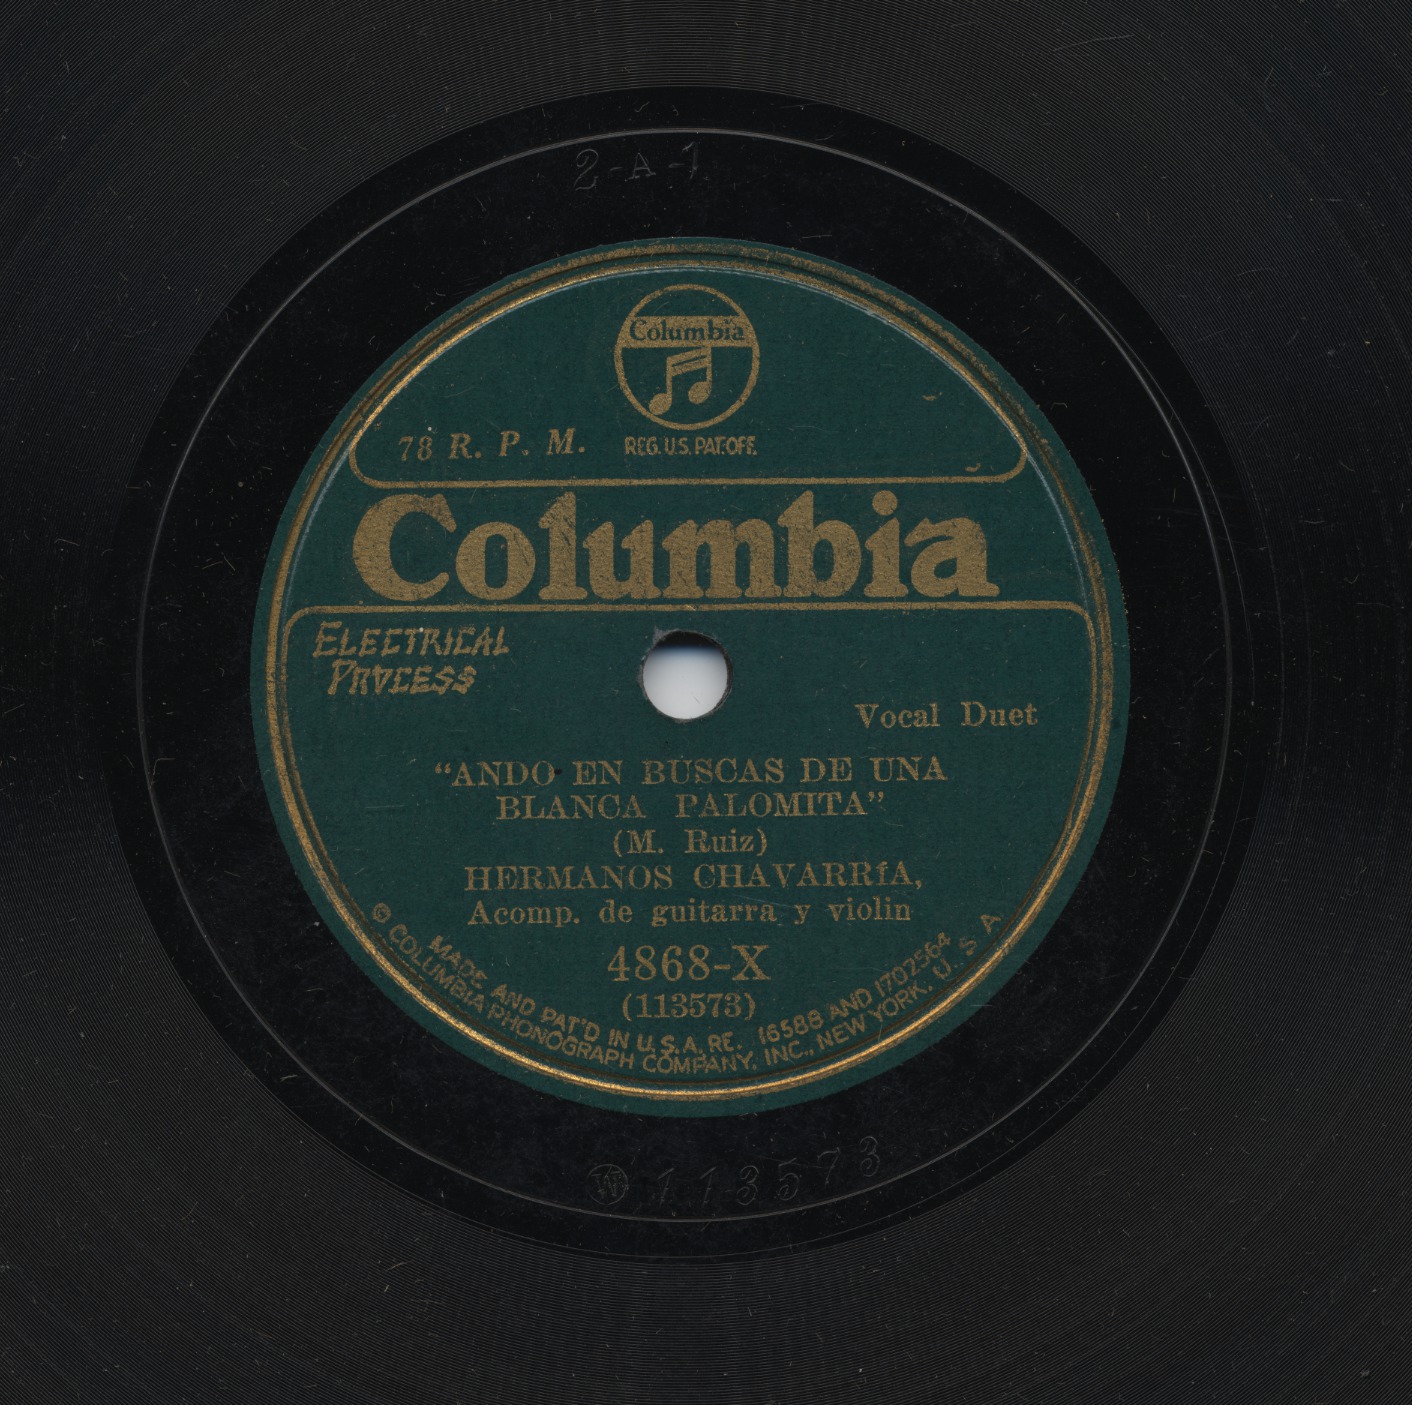 2-A-1
Columbia
REG. U.S. PAT. OFF.
78 R. P. M.
Columbia
ELECTRICAL
PROCESS
Vocal Duet
“ANDO EN BUSCAS DE UNA
BLANCA PALOMITA”
(M. Ruiz)
HERMANOS CHAVARRíA,
Acomp. de guitarra y violin
4868-X
(113573)
MADE AND PAT'D IN U.S.A. RE. 16588 AND 1702564
© COLUMBIA PHONOGRAPH COMPANY, INC., NEW YORK, U. S. A.
W 113573